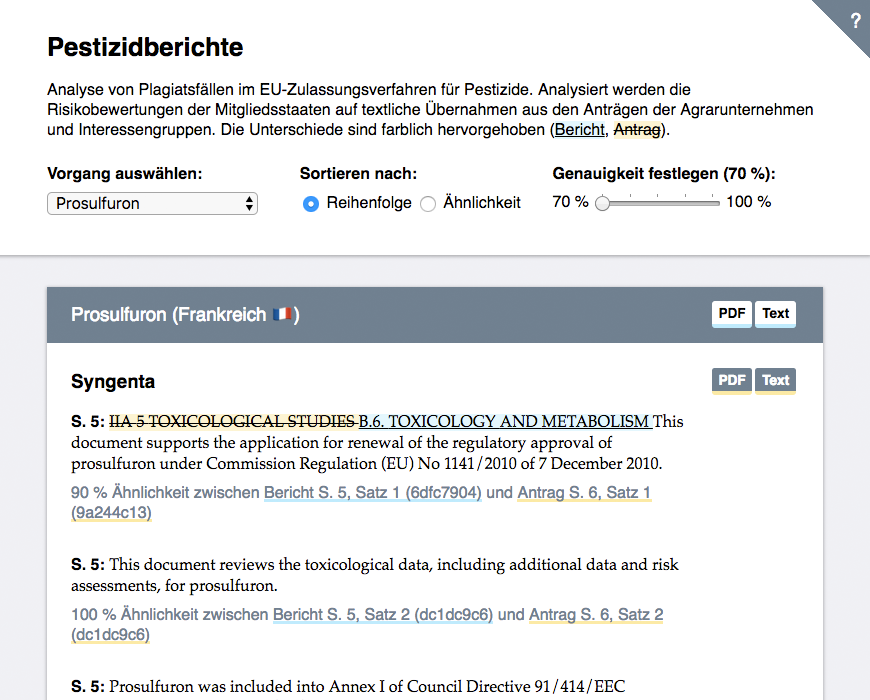 ?
Pestizidberichte
Analyse von Plagiatsfällen im EU-Zulassungsverfahren für Pestizide. Analysiert werden die
Risikobewertungen der Mitgliedsstaaten auf textliche Übernahmen aus den Anträgen der Agrarunternehmen
und Interessengruppen. Die Unterschiede sind farblich hervorgehoben (Bericht, Antrag).
Vorgang auswählen:
Prosulfuron
Sortieren nach:
Reihenfolge Ähnlichkeit
Genauigkeit festlegen (70 %):
70 % 100 %
Prosulfuron (Frankreich 🇫🇷)
PDF Text
Syngenta
PDF Text
S. 5: IIA 5 TOXICOLOGICAL STUDIES B.6. TOXICOLOGY AND METABOLISM This
document supports the application for renewal of the regulatory approval of
prosulfuron under Commission Regulation (EU) No 1141/2010 of 7 December 2010.
90 % Ähnlichkeit zwischen Bericht S. 5, Satz 1 (6dfc7904) und Antrag S. 6, Satz 1
(9a244c13)
S. 5: This document reviews the toxicological data, including additional data and risk
assessments, for prosulfuron.
100 % Ähnlichkeit zwischen Bericht S. 5, Satz 2 (dc1dc9c6) und Antrag S. 6, Satz 2
(dc1dc9c6)
S. 5: Prosulfuron was included into Annex I of Council Directive 91/414/EEC